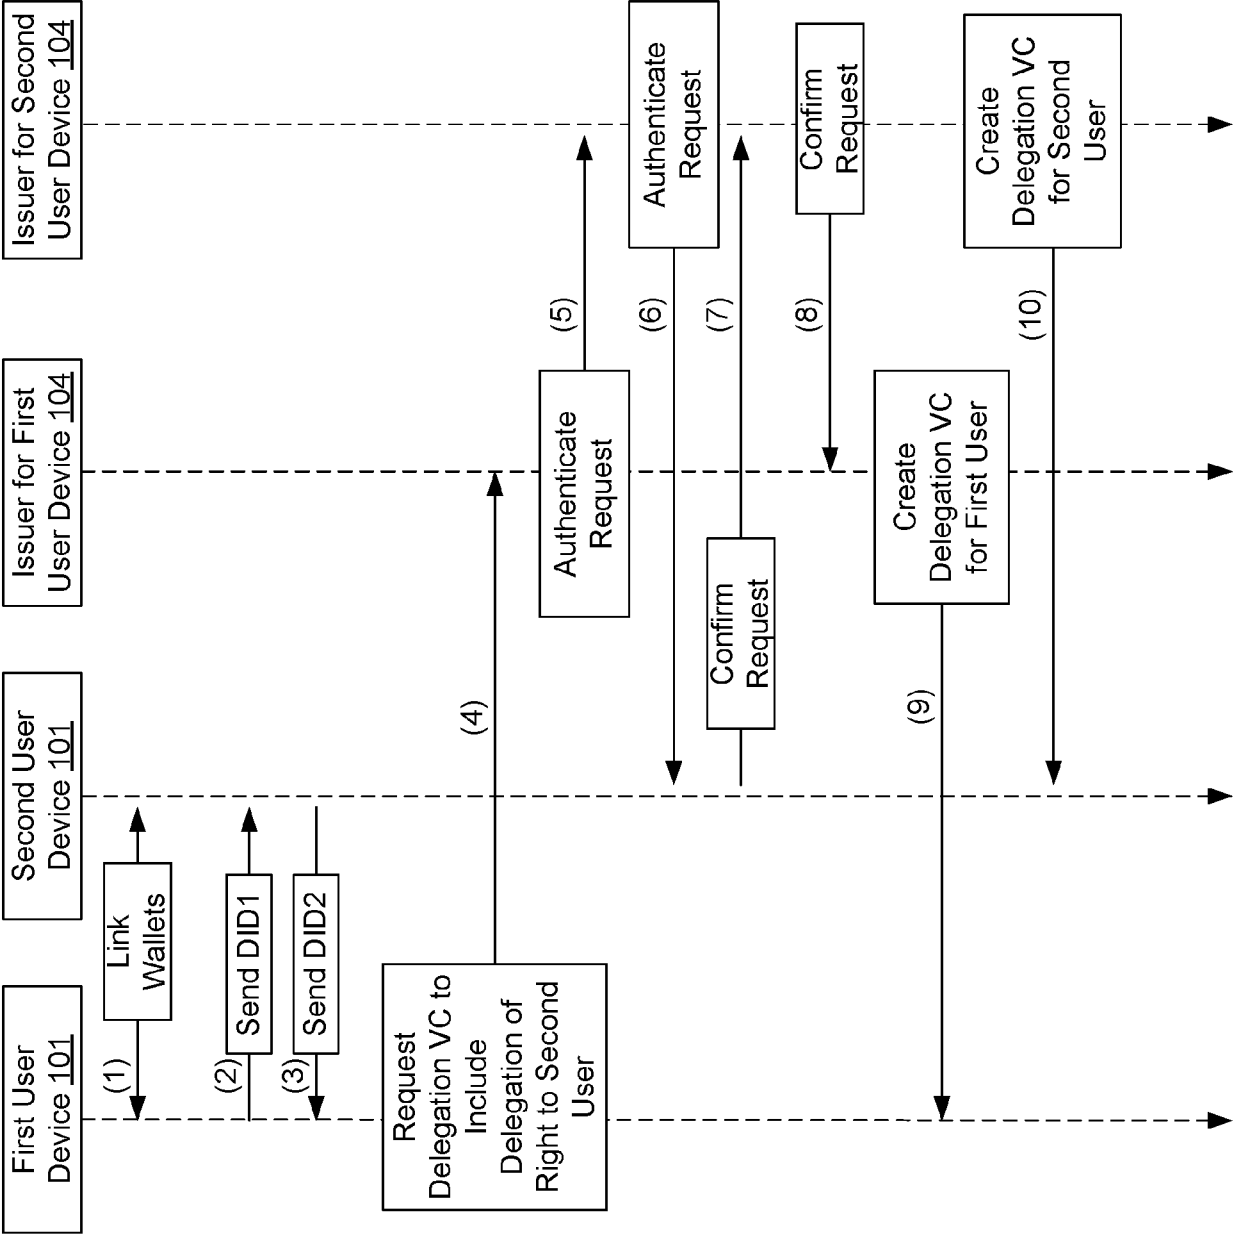 First User
Device 101
Second User
Device 101
Issuer for First
User Device 104
Issuer for Second
User Device 104
(1)
Link
Wallets
(2)
Send DID1
(3)
Send DID2
Request
Delegation VC to
Include
Delegation of
Right to Second
User
(4)
Authenticate
Request
(5)
Authenticate
Request
(6)
Confirm
Request
(7)
Confirm
Request
(8)
Create
Delegation VC
for First User
(9)
Create
Delegation VC
for Second
User
(10)